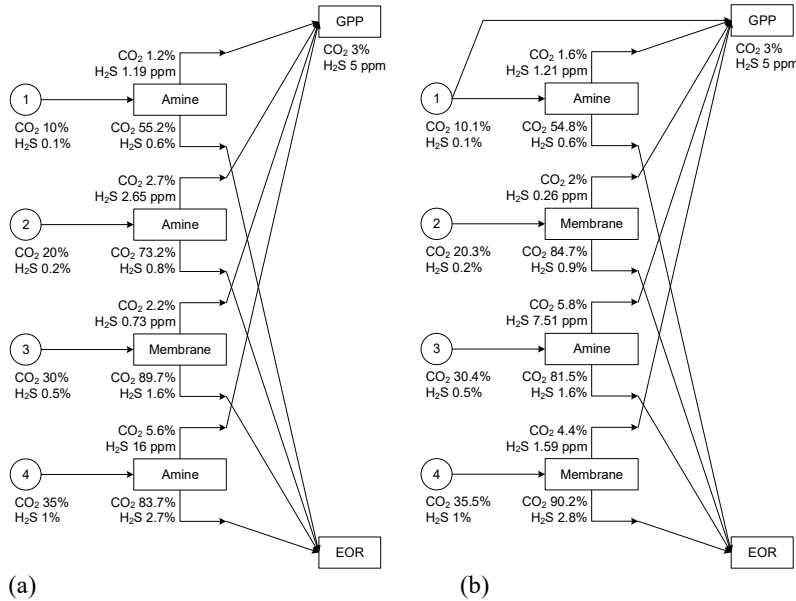 GPP
CO2 3%
H2S 5 ppm
CO2 1.2%
H2S 1.19 ppm
1
Amine
CO2 10%
H2S 0.1%
CO2 55.2%
H2S 0.6%
CO2 2.7%
H2S 2.65 ppm
2
Amine
CO2 20%
H2S 0.2%
CO2 73.2%
H2S 0.8%
CO2 2.2%
H2S 0.73 ppm
3
Membrane
CO2 30%
H2S 0.5%
CO2 89.7%
H2S 1.6%
CO2 5.6%
H2S 16 ppm
4
Amine
CO2 35%
H2S 1%
CO2 83.7%
H2S 2.7%
EOR
(a)
GPP
CO2 3%
H2S 5 ppm
CO2 1.6%
H2S 1.21 ppm
1
Amine
CO2 10.1%
H2S 0.1%
CO2 54.8%
H2S 0.6%
CO2 2%
H2S 0.26 ppm
2
Membrane
CO2 20.3%
H2S 0.2%
CO2 84.7%
H2S 0.9%
CO2 5.8%
H2S 7.51 ppm
3
Amine
CO2 30.4%
H2S 0.5%
CO2 81.5%
H2S 1.6%
CO2 4.4%
H2S 1.59 ppm
4
Membrane
CO2 35.5%
H2S 1%
CO2 90.2%
H2S 2.8%
EOR
(b)